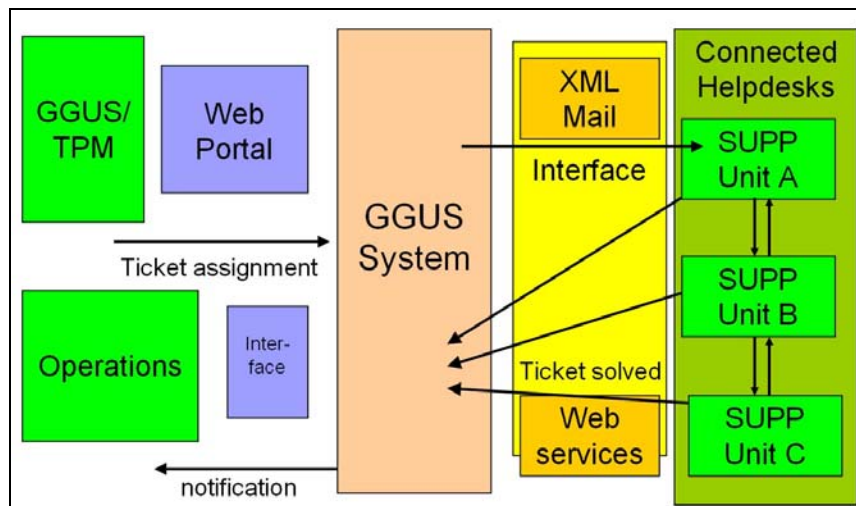 GGUS/
TPM
Web
Portal
Ticket assignment
Operations
Inter-
face
notification
GGUS
System
XML
Mail
Interface
Ticket solved
Web
services
Connected
Helpdesks
SUPP
Unit A
SUPP
Unit B
SUPP
Unit C